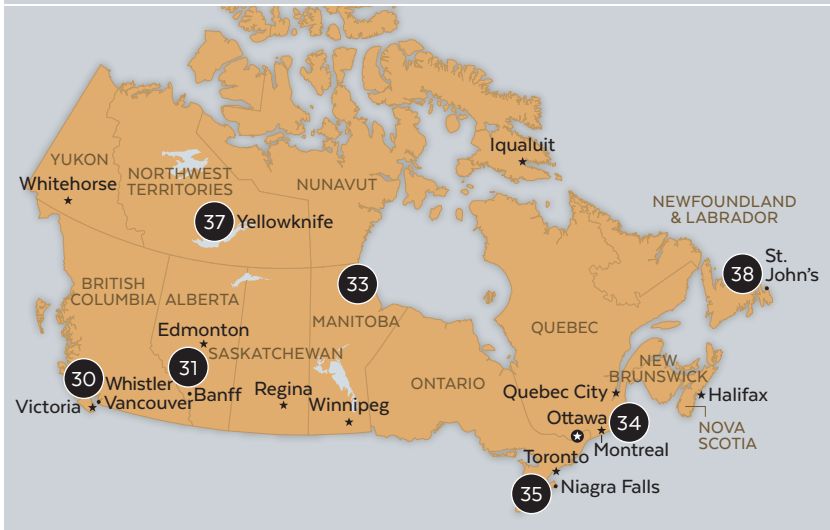 Iqualuit
YUKON
Whitehorse
NORTHWEST
TERRITORIES
NUNAVUT
37
Yellowknife
NEWFOUNDLAND
& LABRADOR
38
St.
John's
33
BRITISH
COLUMBIA
ALBERTA
MANITOBA
Edmonton
SASKATCHEWAN
QUEBEC
30
31
Whistler
Victoria
Vancouver
Banff
Regina
Winnipeg
ONTARIO
Quebec City
NEW
BRUNSWICK
Halifax
Ottawa
34
Montreal
NOVA
SCOTIA
Toronto
35
Niagra Falls